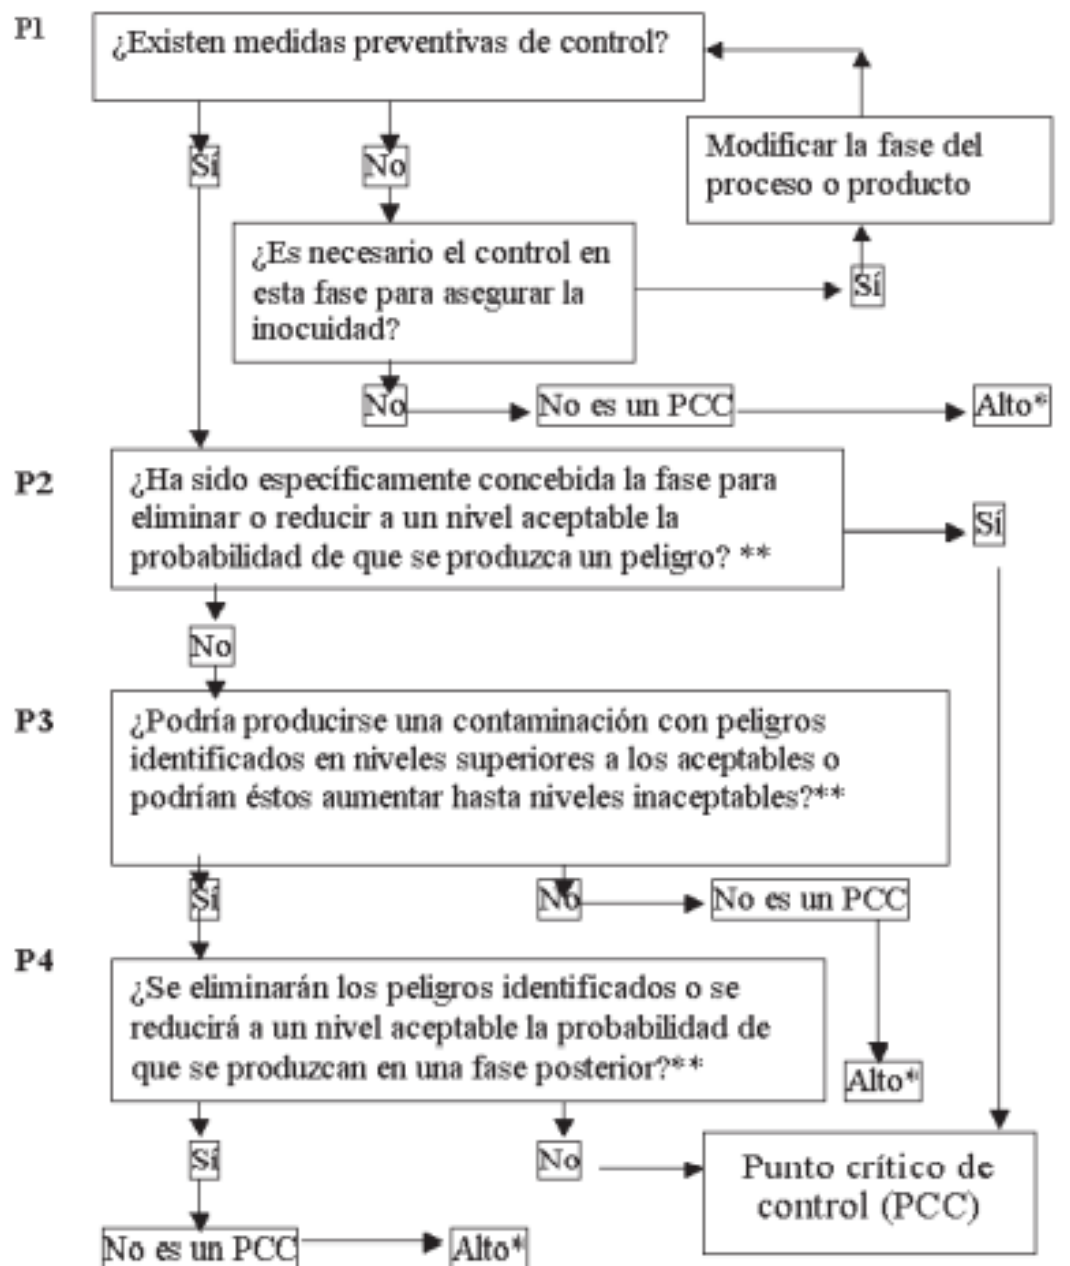 P1
¿Existen medidas preventivas de control?
Sí
No
Modificar la fase del
proceso o producto
¿Es necesario el control en
esta fase para asegurar la
inocuidad?
Sí
No
No es un PCC
Alto*
P2
¿Ha sido específicamente concebida la fase para
eliminar o reducir a un nivel aceptable la
probabilidad de que se produzca un peligro? **
Sí
No
P3
¿Podría producirse una contaminación con peligros
identificados en niveles superiores a los aceptables o
podrían éstos aumentar hasta niveles inaceptables?**
Sí
No
No es un PCC
P4
¿Se eliminarán los peligros identificados o se
reducirá a un nivel aceptable la probabilidad de
que se produzcan en una fase posterior?**
Alto*
Sí
No
Punto crítico de
control (PCC)
No es un PCC
Alto*